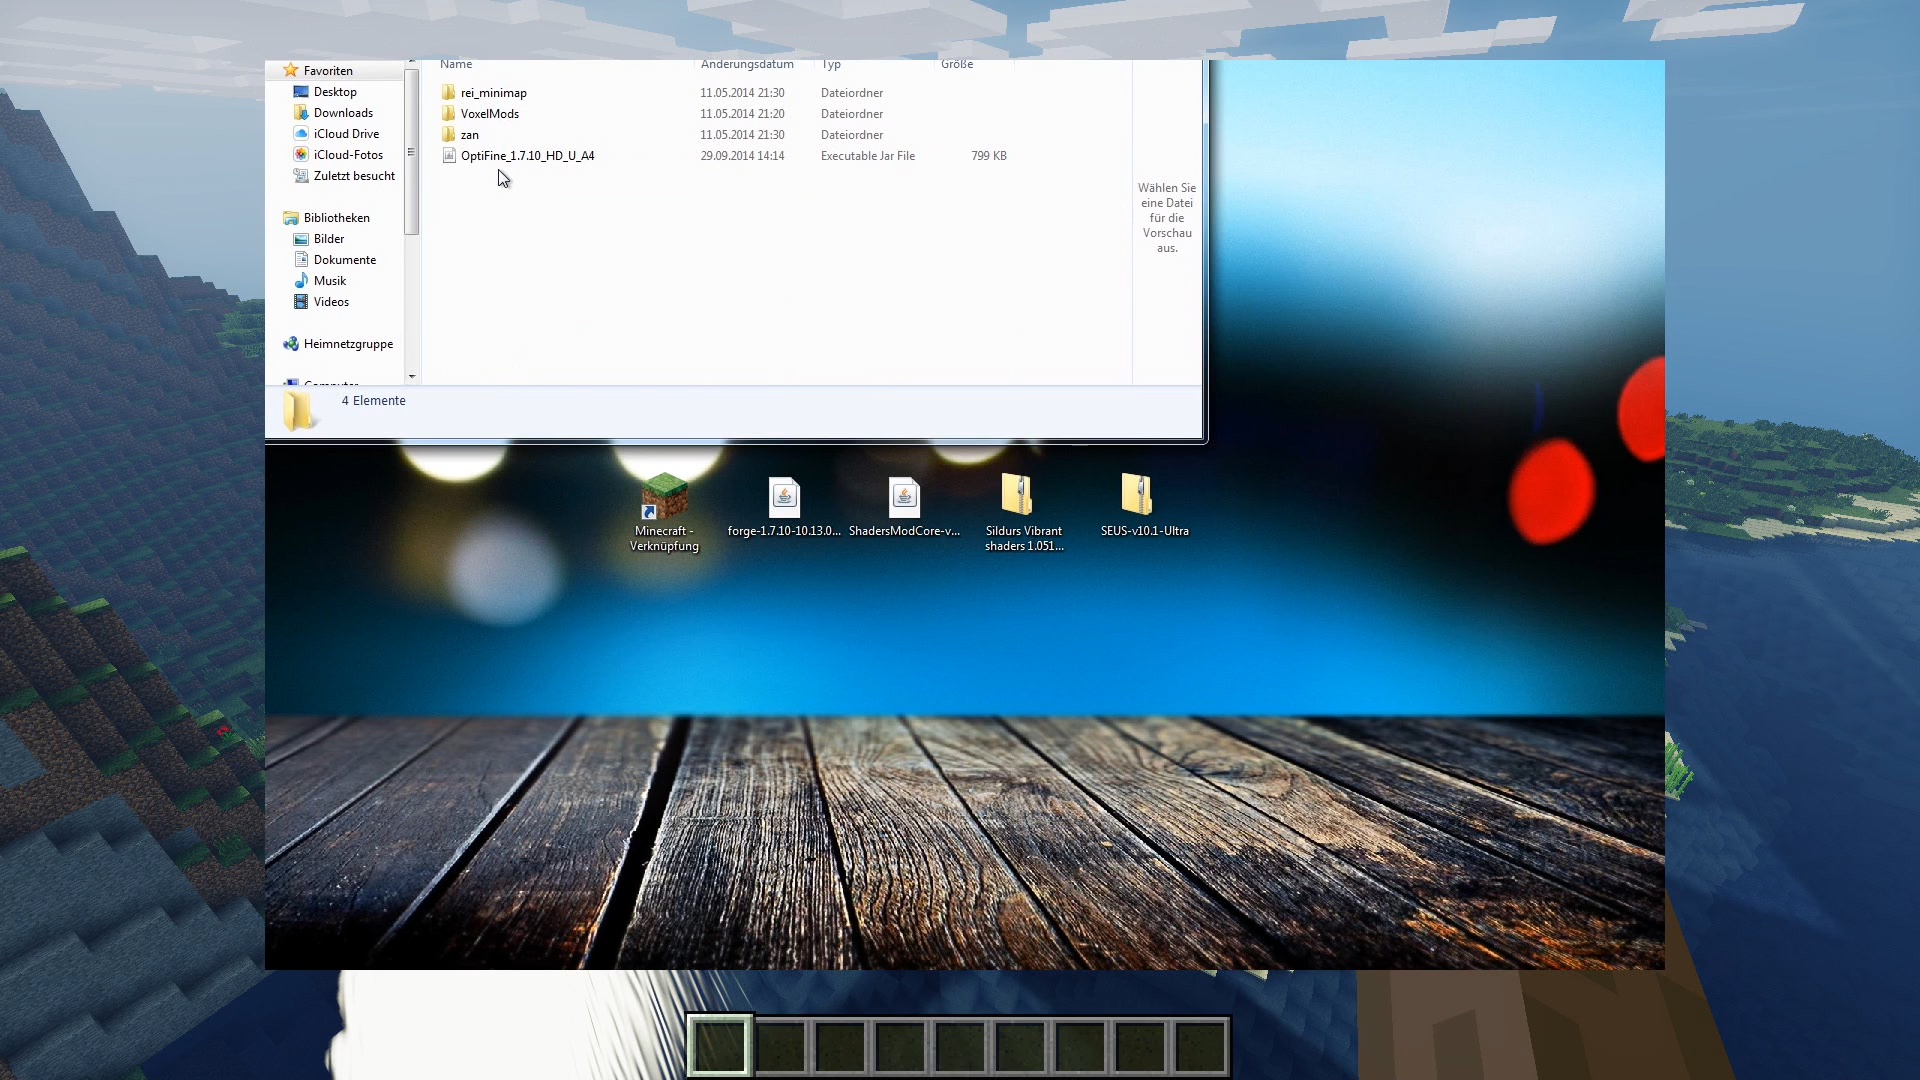 Name Änderungsdatum Typ Größe
Favoriten
Desktop
Downloads
iCloud Drive
iCloud-Fotos
Zuletzt besucht
Bibliotheken
Bilder
Dokumente
Musik
Videos
Heimnetzgruppe
Computer
rei_minimap 11.05.2014 21:30 Dateiordner
VoxelMods 11.05.2014 21:20 Dateiordner
zan 11.05.2014 21:30 Dateiordner
OptiFine_1.7.10_HD_U_A4 29.09.2014 14:14 Executable Jar File 799 KB
Wählen Sie
eine Datei
für die
Vorschau
aus.
4 Elemente
Minecraft -
Verknüpfung
forge-1.7.10-10.13.0...
ShadersModCore-v...
Sildurs Vibrant
shaders 1.051...
SEUS-v10.1-Ultra